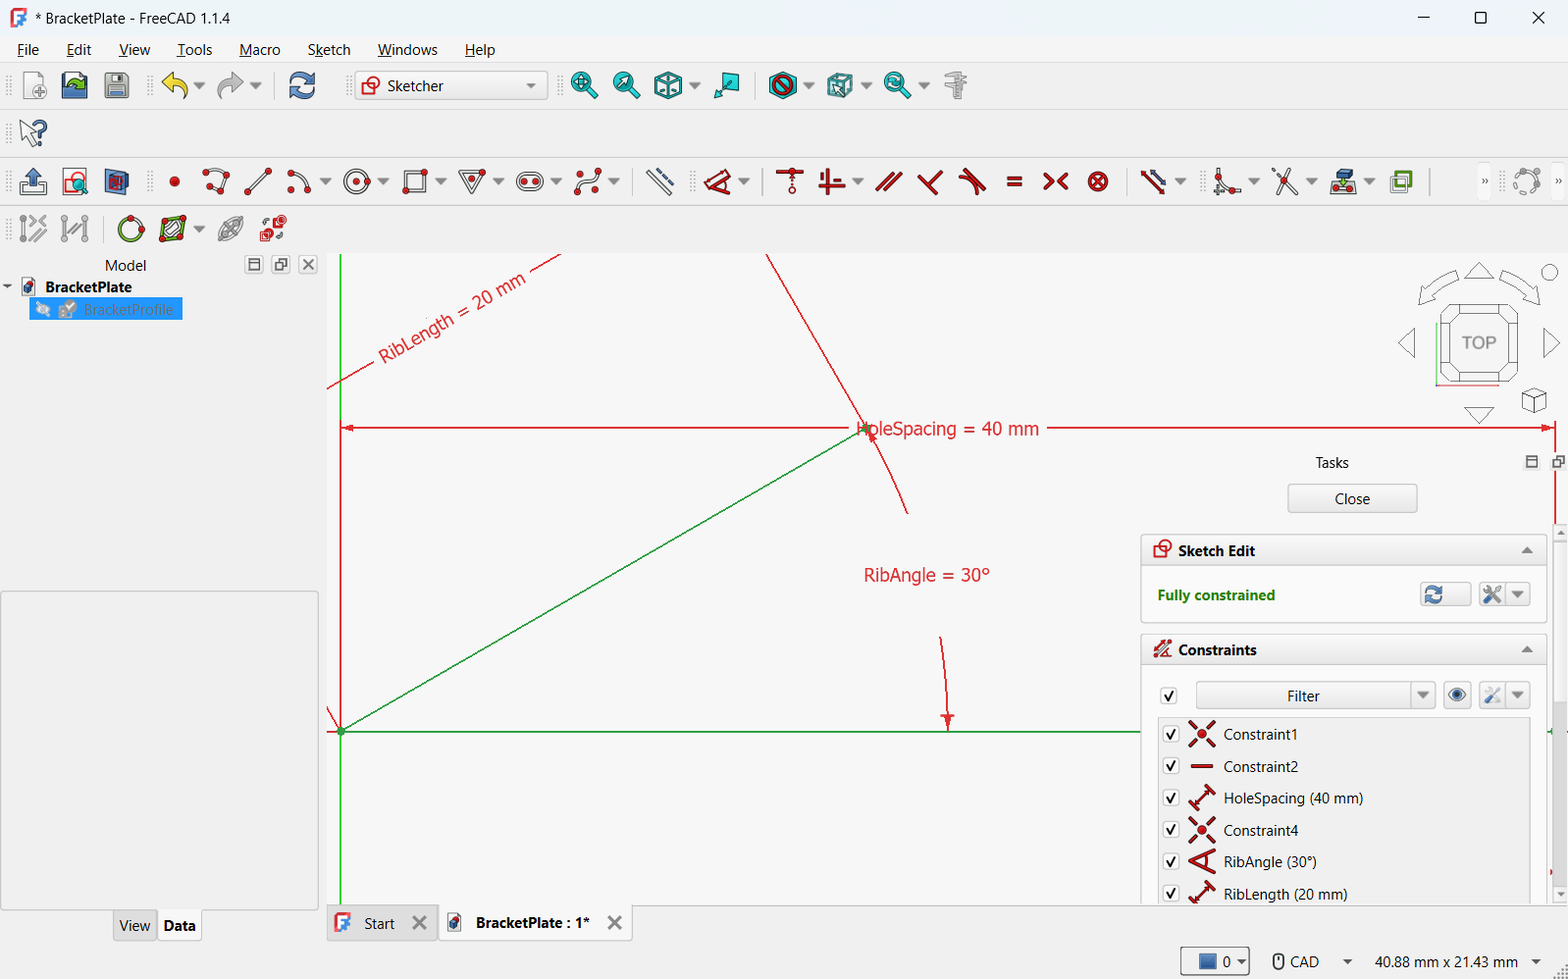 * BracketPlate - FreeCAD 1.1.4
File Edit View Tools Macro Sketch Windows Help
Sketcher
Model
BracketPlate
BracketProfile
RibLength = 20 mm
HoleSpacing = 40 mm
RibAngle = 30°
TOP
Tasks
Close
Sketch Edit
Fully constrained
Constraints
Filter
Constraint1
Constraint2
HoleSpacing (40 mm)
Constraint4
RibAngle (30°)
RibLength (20 mm)
View Data
Start
BracketPlate : 1*
0 CAD 40.88 mm x 21.43 mm